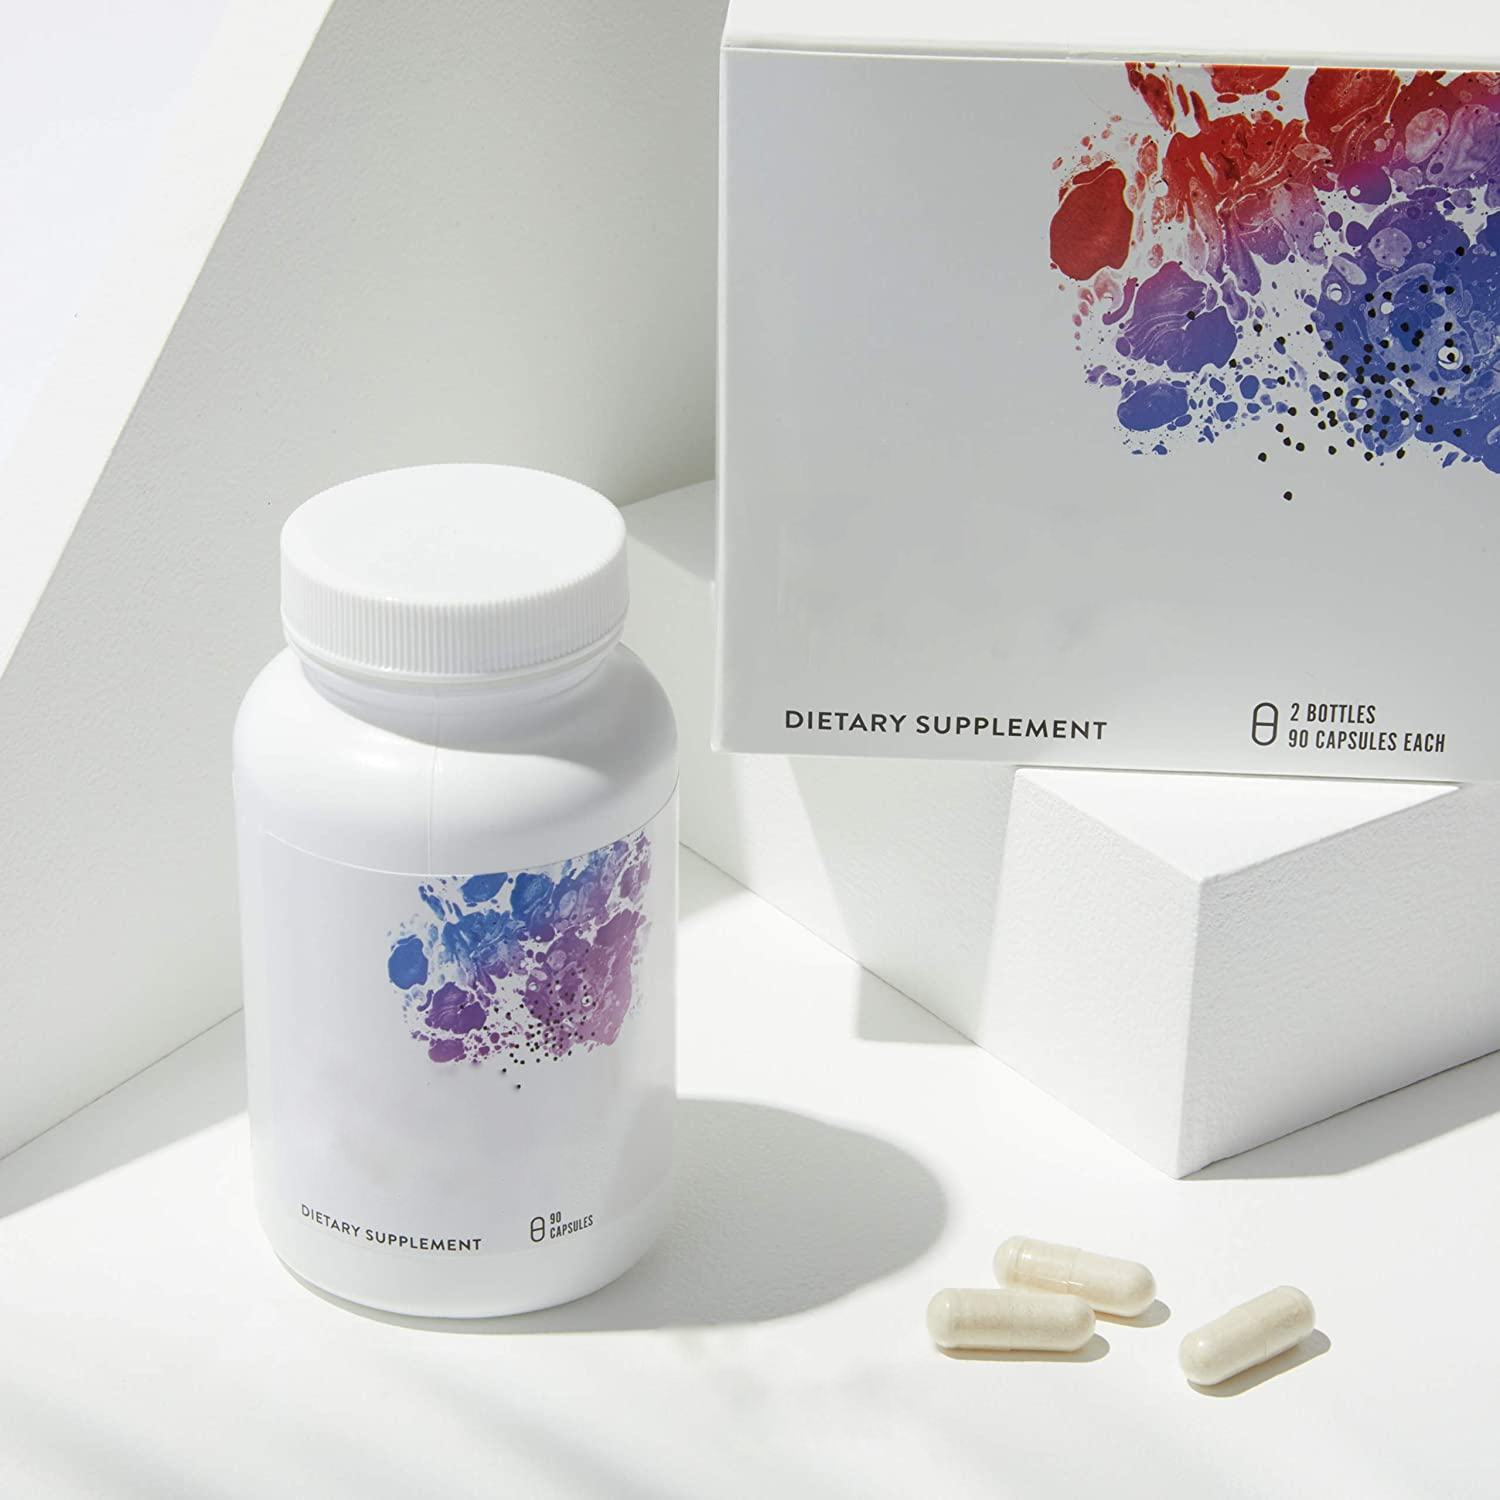 DIETARY SUPPLEMENT
2 BOTTLES
90 CAPSULES EACH
DIETARY SUPPLEMENT
90
CAPSULES